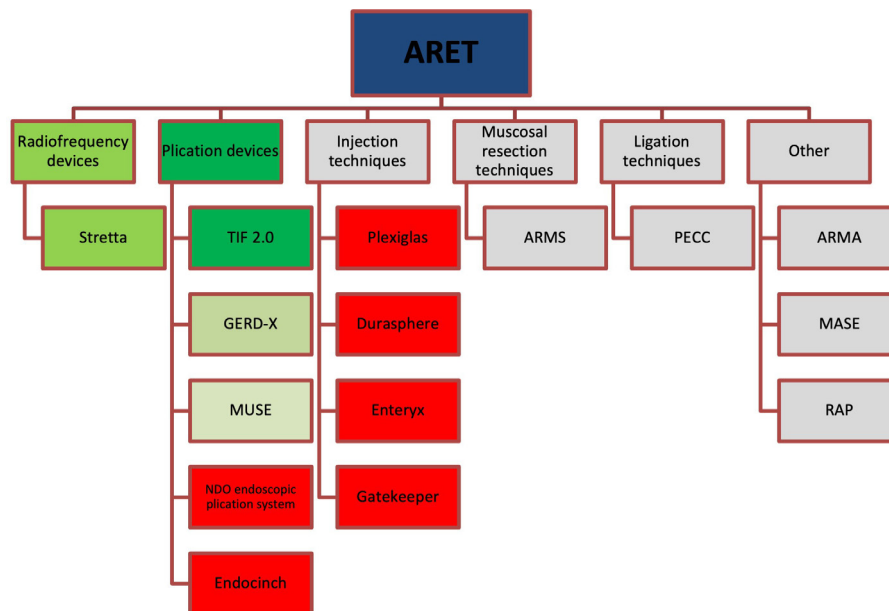 ARET
Radiofrequency
devices
Plication devices
Injection
techniques
Muscosal
resection
techniques
Ligation
techniques
Other
Stretta
TIF 2.0
Plexiglas
ARMS
PECC
ARMA
GERD-X
Durasphere
MASE
MUSE
Enteryx
RAP
NDO endoscopic
plication system
Gatekeeper
Endocinch